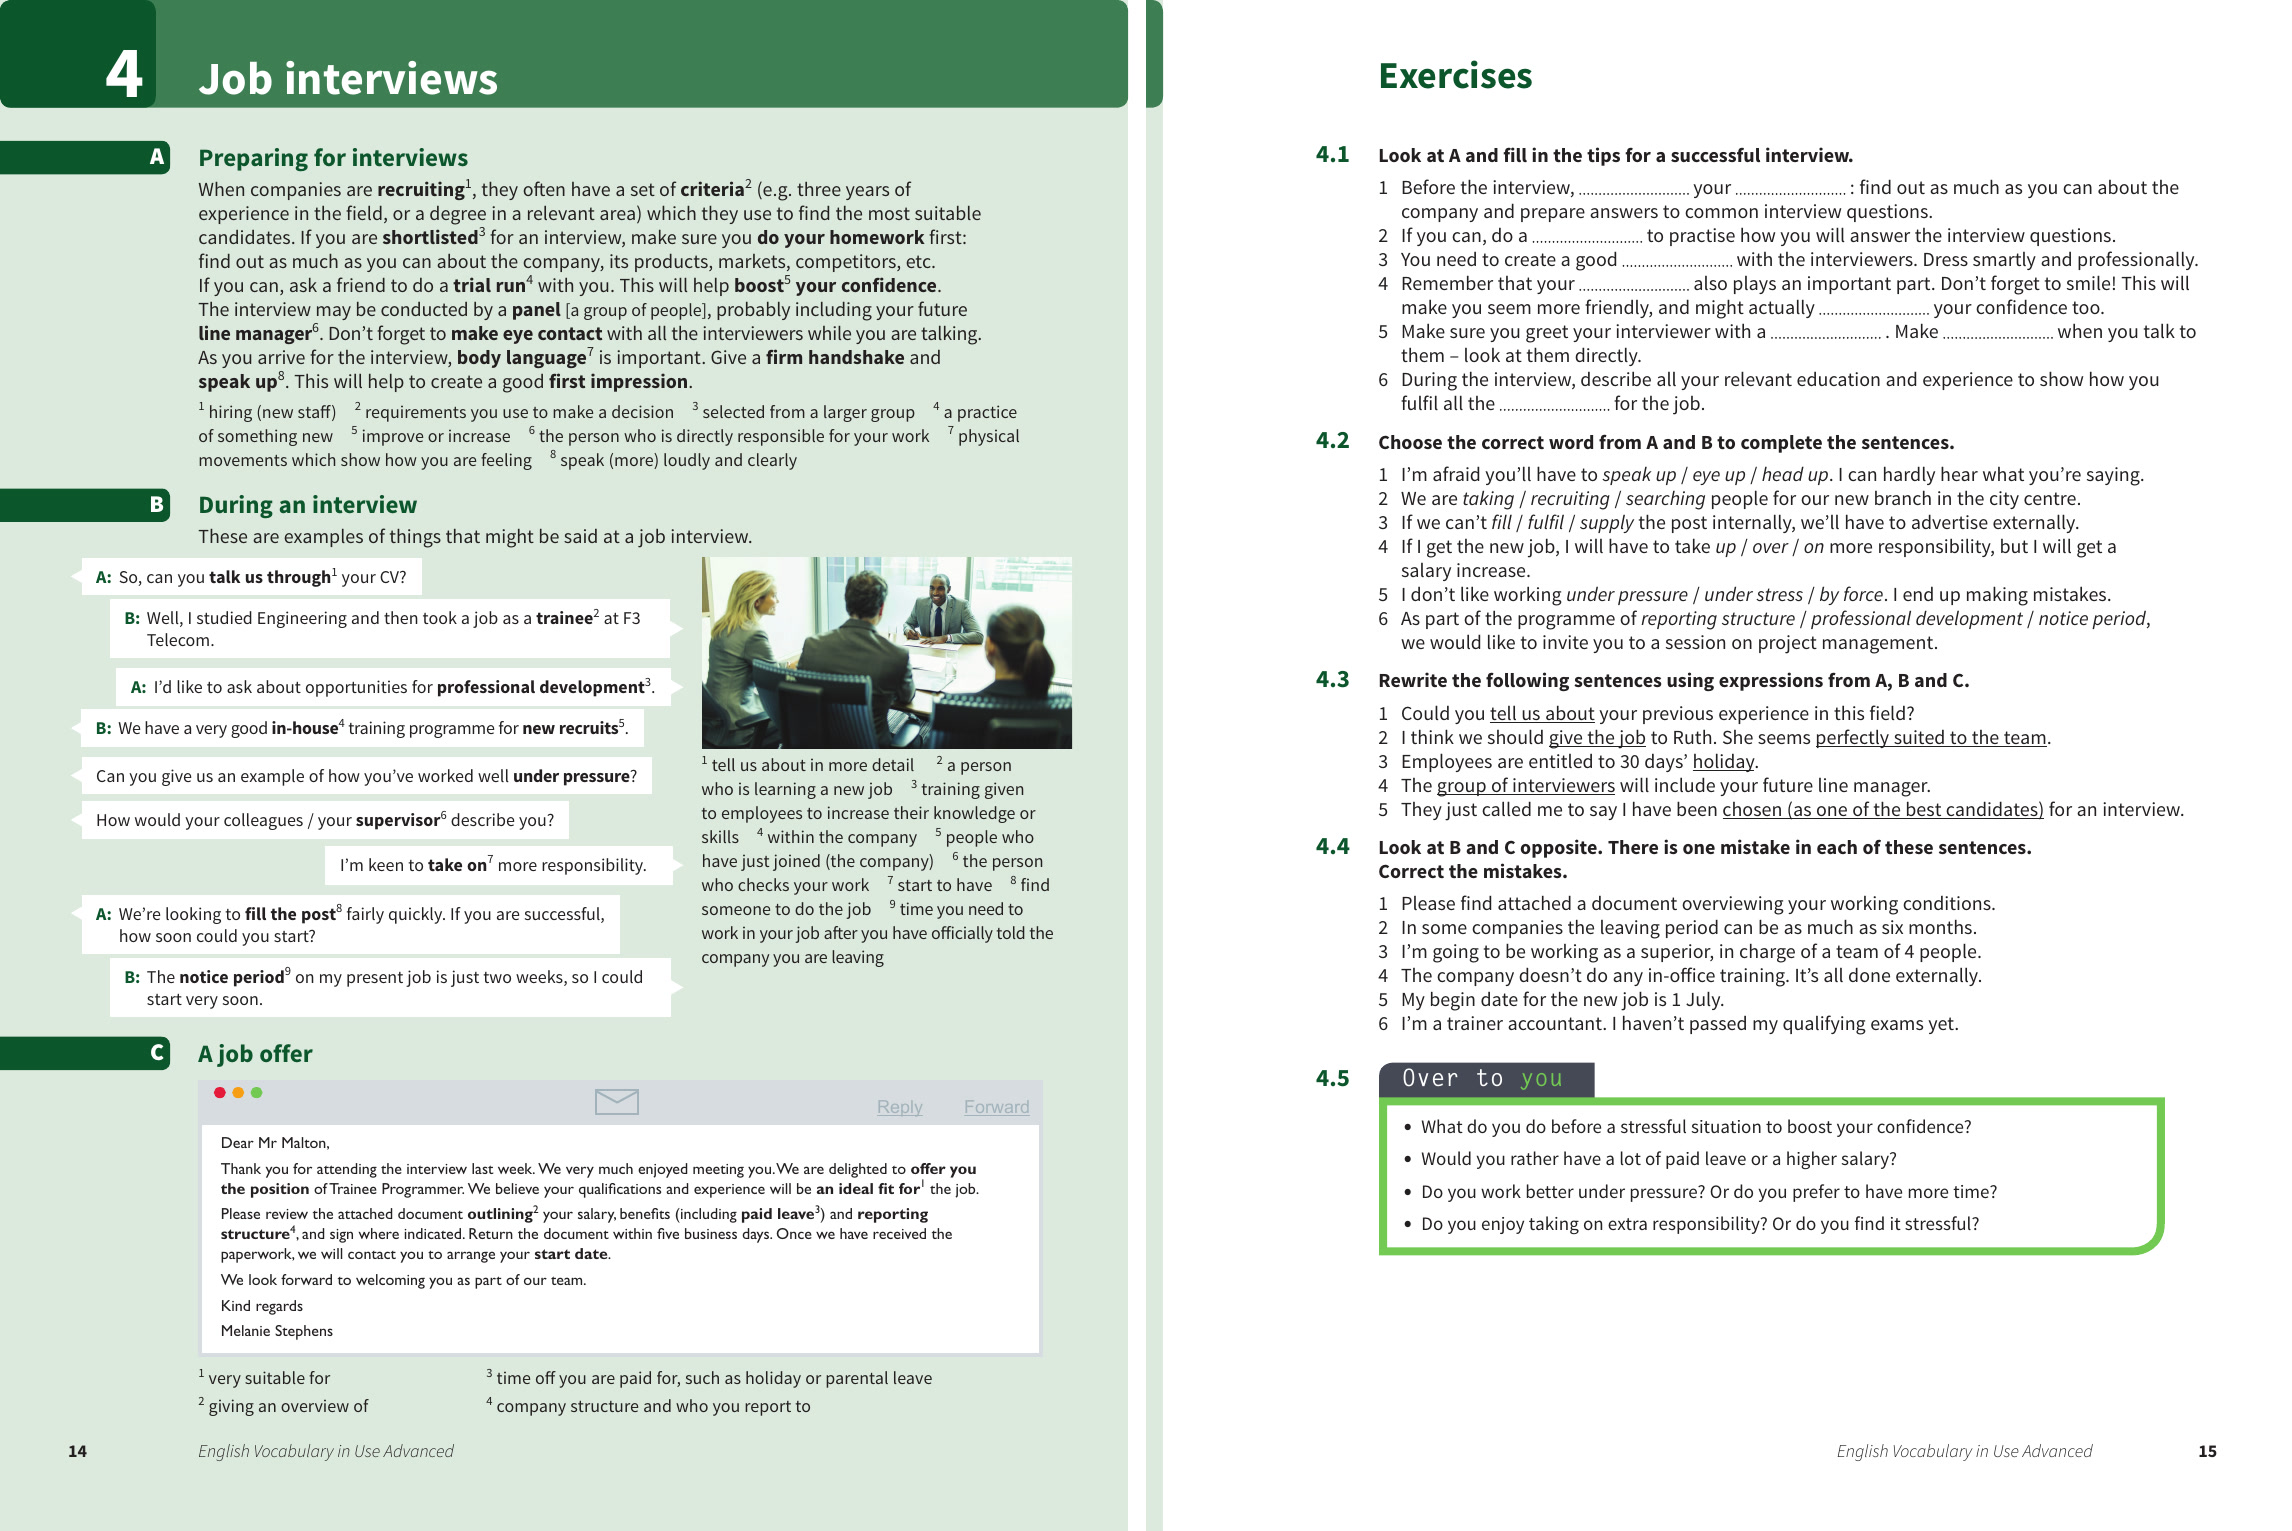 4
Job interviews
A
Preparing for interviews
When companies are recruiting1, they often have a set of criteria2 (e.g. three years of
experience in the field, or a degree in a relevant area) which they use to find the most suitable
candidates. If you are shortlisted3 for an interview, make sure you do your homework first:
find out as much as you can about the company, its products, markets, competitors, etc.
If you can, ask a friend to do a trial run4 with you. This will help boost5 your confidence.
The interview may be conducted by a panel [a group of people], probably including your future
line manager6. Don't forget to make eye contact with all the interviewers while you are talking.
As you arrive for the interview, body language7 is important. Give a firm handshake and
speak up8. This will help to create a good first impression.
1 hiring (new staff) 2 requirements you use to make a decision 3 selected from a larger group 4 a practice
of something new 5 improve or increase 6 the person who is directly responsible for your work 7 physical
movements which show how you are feeling 8 speak (more) loudly and clearly
B
During an interview
These are examples of things that might be said at a job interview.
A: So, can you talk us through1 your CV?
B: Well, I studied Engineering and then took a job as a trainee2 at F3
Telecom.
A: I'd like to ask about opportunities for professional development3.
B: We have a very good in-house4 training programme for new recruits5.
Can you give us an example of how you've worked well under pressure?
How would your colleagues / your supervisor6 describe you?
I'm keen to take on7 more responsibility.
A: We're looking to fill the post8 fairly quickly. If you are successful,
how soon could you start?
B: The notice period9 on my present job is just two weeks, so I could
start very soon.
1 tell us about in more detail 2 a person
who is learning a new job 3 training given
to employees to increase their knowledge or
skills 4 within the company 5 people who
have just joined (the company) 6 the person
who checks your work 7 start to have 8 find
someone to do the job 9 time you need to
work in your job after you have officially told the
company you are leaving
C
A job offer
Reply Forward
Dear Mr Malton,
Thank you for attending the interview last week. We very much enjoyed meeting you. We are delighted to offer you
the position of Trainee Programmer. We believe your qualifications and experience will be an ideal fit for1 the job.
Please review the attached document outlining2 your salary, benefits (including paid leave3) and reporting
structure4, and sign where indicated. Return the document within five business days. Once we have received the
paperwork, we will contact you to arrange your start date.
We look forward to welcoming you as part of our team.
Kind regards
Melanie Stephens
1 very suitable for 3 time off you are paid for, such as holiday or parental leave
2 giving an overview of 4 company structure and who you report to
14 English Vocabulary in Use Advanced
Exercises
4.1 Look at A and fill in the tips for a successful interview.
1 Before the interview, ........................... your ........................... : find out as much as you can about the
company and prepare answers to common interview questions.
2 If you can, do a ........................... to practise how you will answer the interview questions.
3 You need to create a good ........................... with the interviewers. Dress smartly and professionally.
4 Remember that your ........................... also plays an important part. Don't forget to smile! This will
make you seem more friendly, and might actually ........................... your confidence too.
5 Make sure you greet your interviewer with a ........................... . Make ........................... when you talk to
them – look at them directly.
6 During the interview, describe all your relevant education and experience to show how you
fulfil all the ........................... for the job.
4.2 Choose the correct word from A and B to complete the sentences.
1 I'm afraid you'll have to speak up / eye up / head up. I can hardly hear what you're saying.
2 We are taking / recruiting / searching people for our new branch in the city centre.
3 If we can't fill / fulfil / supply the post internally, we'll have to advertise externally.
4 If I get the new job, I will have to take up / over / on more responsibility, but I will get a
salary increase.
5 I don't like working under pressure / under stress / by force. I end up making mistakes.
6 As part of the programme of reporting structure / professional development / notice period,
we would like to invite you to a session on project management.
4.3 Rewrite the following sentences using expressions from A, B and C.
1 Could you tell us about your previous experience in this field?
2 I think we should give the job to Ruth. She seems perfectly suited to the team.
3 Employees are entitled to 30 days' holiday.
4 The group of interviewers will include your future line manager.
5 They just called me to say I have been chosen (as one of the best candidates) for an interview.
4.4 Look at B and C opposite. There is one mistake in each of these sentences.
Correct the mistakes.
1 Please find attached a document overviewing your working conditions.
2 In some companies the leaving period can be as much as six months.
3 I'm going to be working as a superior, in charge of a team of 4 people.
4 The company doesn't do any in-office training. It's all done externally.
5 My begin date for the new job is 1 July.
6 I'm a trainer accountant. I haven't passed my qualifying exams yet.
4.5 Over to you
• What do you do before a stressful situation to boost your confidence?
• Would you rather have a lot of paid leave or a higher salary?
• Do you work better under pressure? Or do you prefer to have more time?
• Do you enjoy taking on extra responsibility? Or do you find it stressful?
English Vocabulary in Use Advanced 15